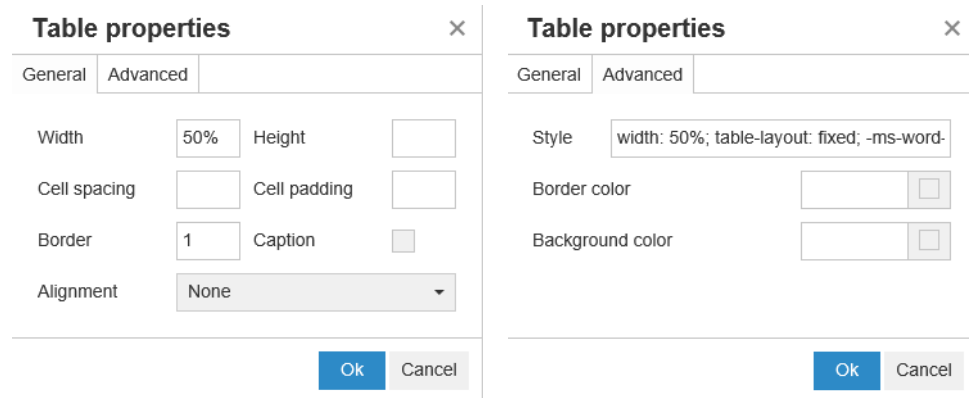 Table properties ×
General Advanced
Width 50% Height
Cell spacing Cell padding
Border 1 Caption
Alignment None
Ok Cancel
Table properties ×
General Advanced
Style width: 50%; table-layout: fixed; -ms-word-
Border color
Background color
Ok Cancel